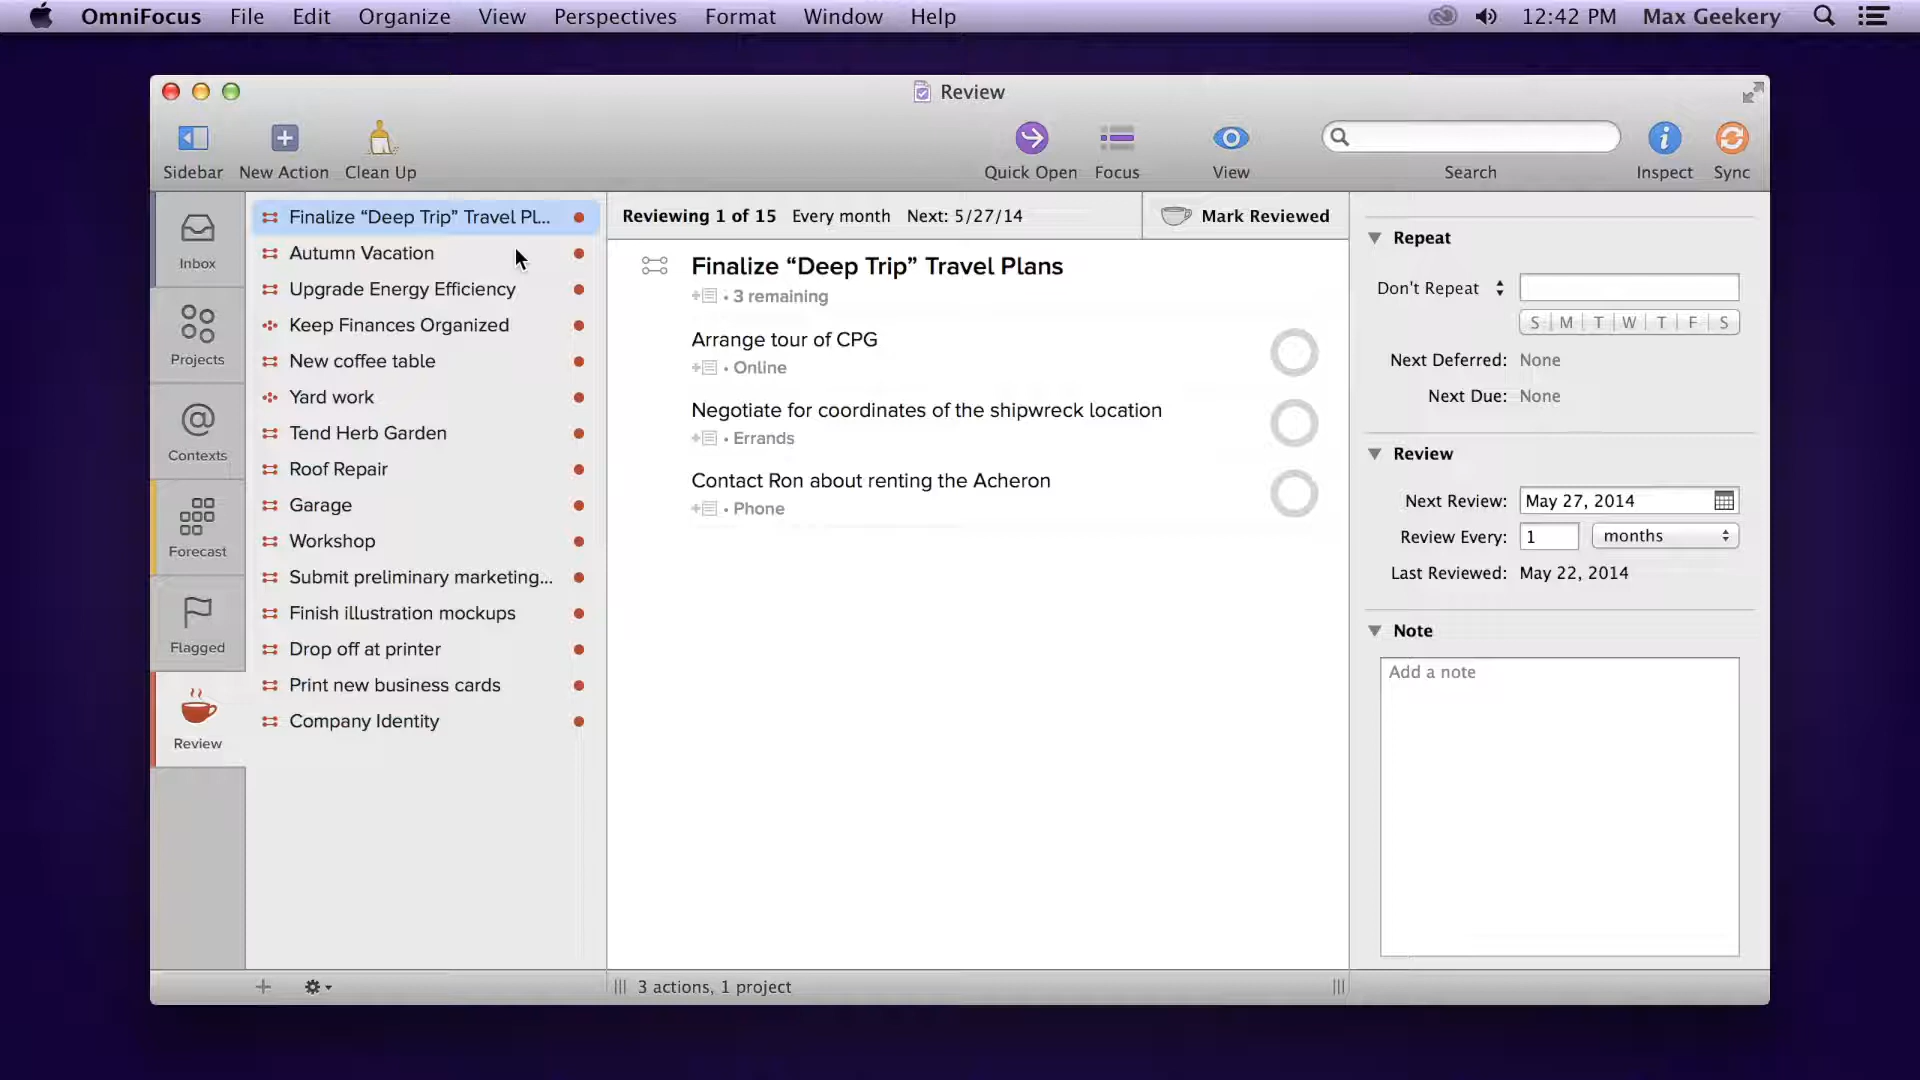 OmniFocus File Edit Organize View Perspectives Format Window Help 12:42 PM Max Geekery
Review
Sidebar New Action Clean Up Quick Open Focus View Search Inspect Sync
Inbox
Projects
Contexts
Forecast
Flagged
Review
Finalize “Deep Trip” Travel Pl...
Autumn Vacation
Upgrade Energy Efficiency
Keep Finances Organized
New coffee table
Yard work
Tend Herb Garden
Roof Repair
Garage
Workshop
Submit preliminary marketing...
Finish illustration mockups
Drop off at printer
Print new business cards
Company Identity
Reviewing 1 of 15 Every month Next: 5/27/14 Mark Reviewed
Finalize “Deep Trip” Travel Plans
• 3 remaining
Arrange tour of CPG
• Online
Negotiate for coordinates of the shipwreck location
• Errands
Contact Ron about renting the Acheron
• Phone
3 actions, 1 project
Repeat
Don't Repeat
S M T W T F S
Next Deferred: None
Next Due: None
Review
Next Review: May 27, 2014
Review Every: 1 months
Last Reviewed: May 22, 2014
Note
Add a note